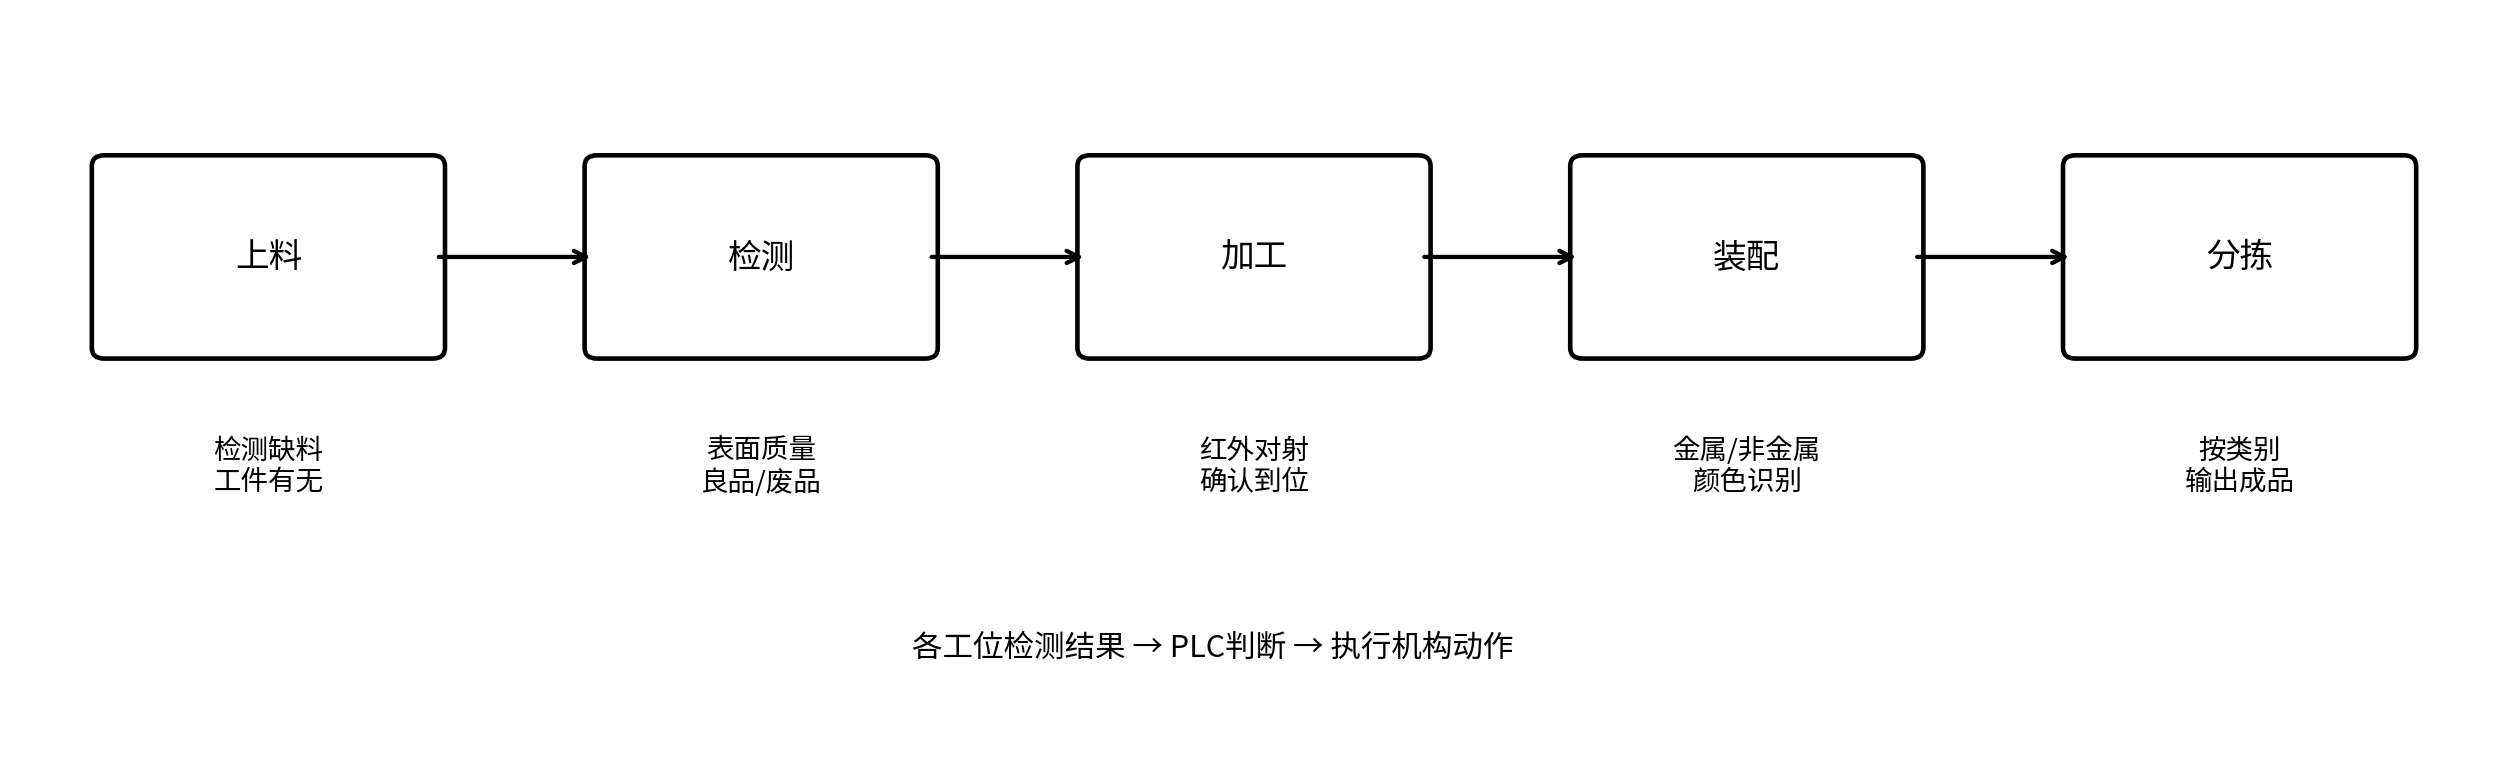 上料
检测
加工
装配
分拣
检测缺料
工件有无
表面质量
良品/废品
红外对射
确认到位
金属/非金属
颜色识别
按类别
输出成品
各工位检测结果 → PLC判断 → 执行机构动作